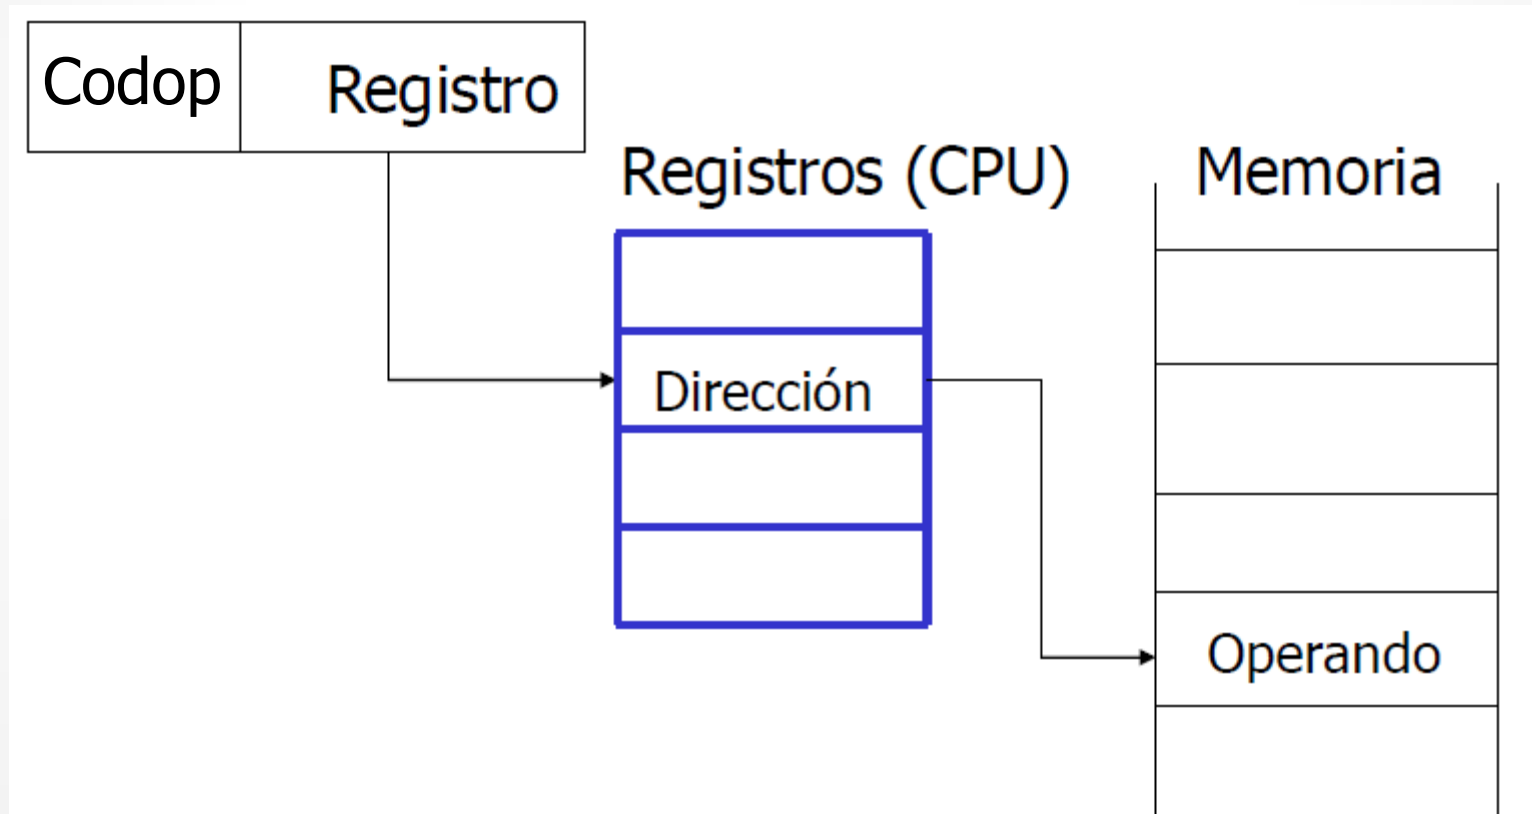 Codop
Registro
Registros (CPU)
Memoria
Dirección
Operando